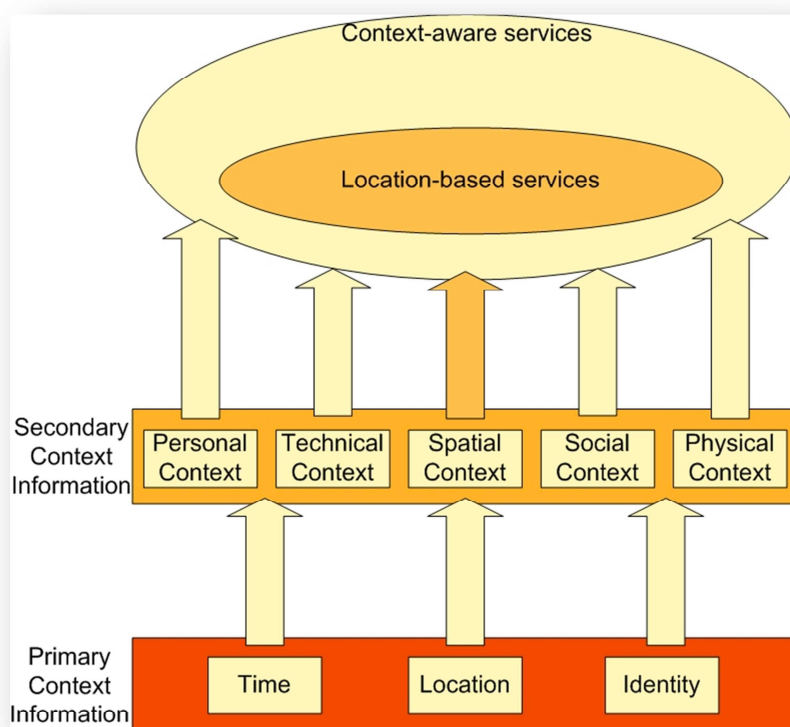 Context-aware services
Location-based services
Secondary
Context
Information
Personal
Context
Technical
Context
Spatial
Context
Social
Context
Physical
Context
Primary
Context
Information
Time
Location
Identity